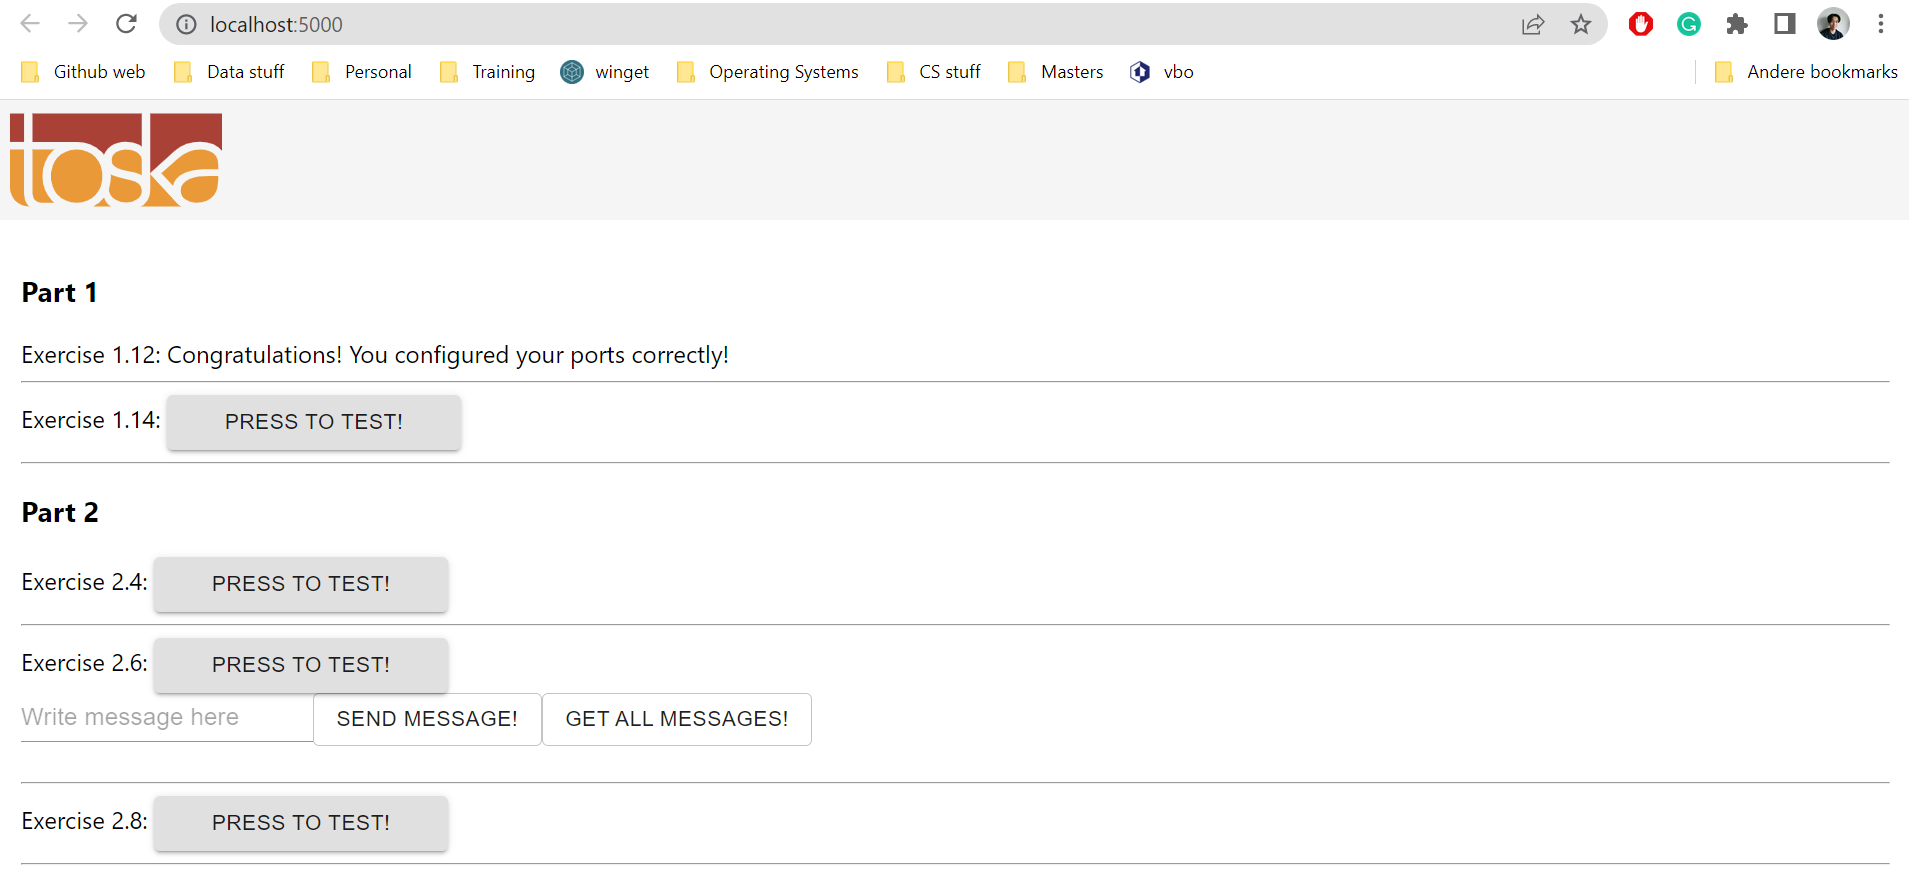 localhost:5000
Github web Data stuff Personal Training winget Operating Systems CS stuff Masters vbo Andere bookmarks
toska
Part 1
Exercise 1.12: Congratulations! You configured your ports correctly!
Exercise 1.14: PRESS TO TEST!
Part 2
Exercise 2.4: PRESS TO TEST!
Exercise 2.6: PRESS TO TEST!
Write message here SEND MESSAGE! GET ALL MESSAGES!
Exercise 2.8: PRESS TO TEST!